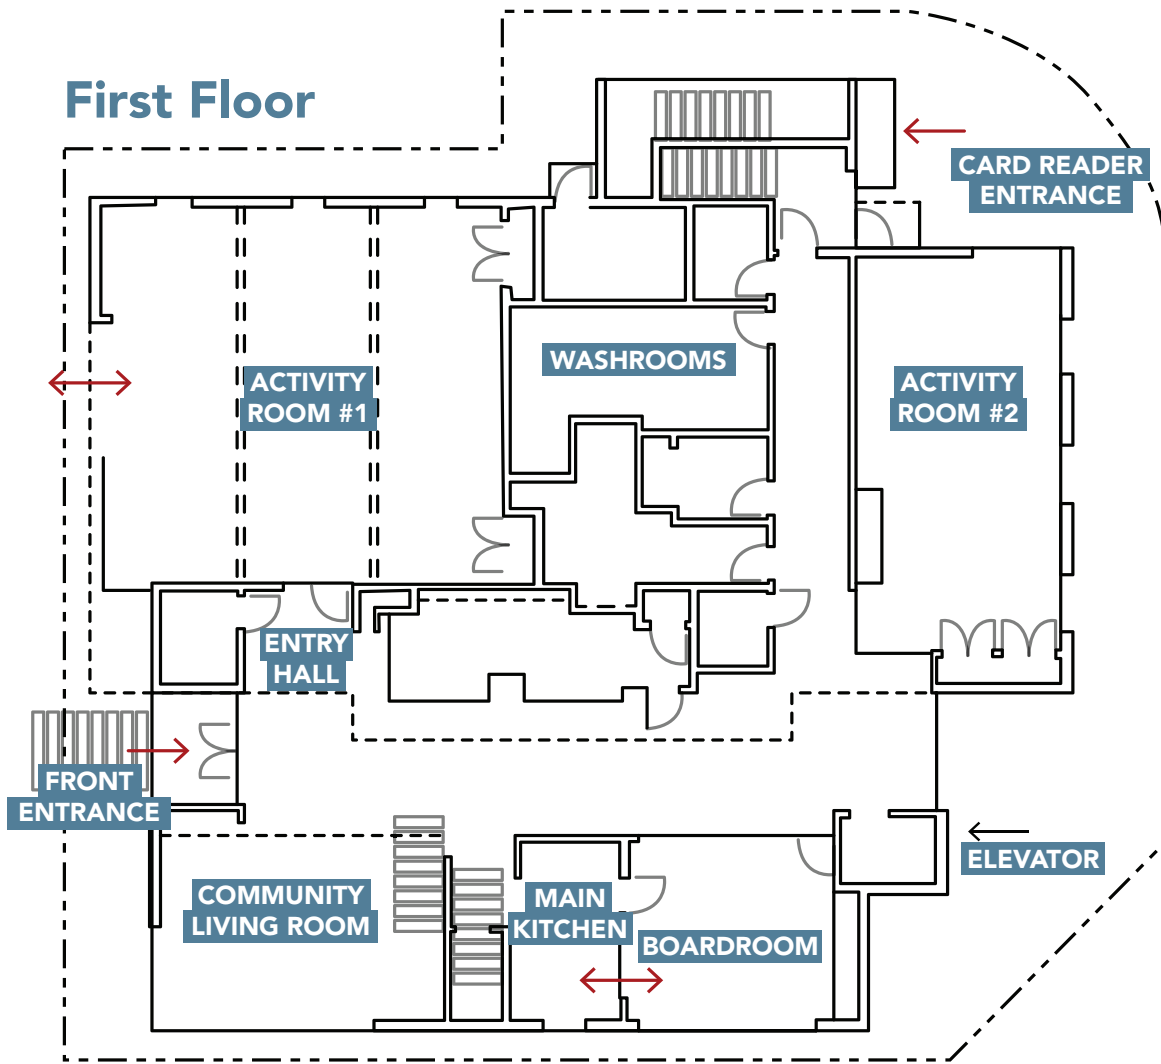 First Floor
CARD READER
ENTRANCE
WASHROOMS
ACTIVITY
ROOM #1
ACTIVITY
ROOM #2
ENTRY
HALL
FRONT
ENTRANCE
ELEVATOR
COMMUNITY
LIVING ROOM
MAIN
KITCHEN
BOARDROOM